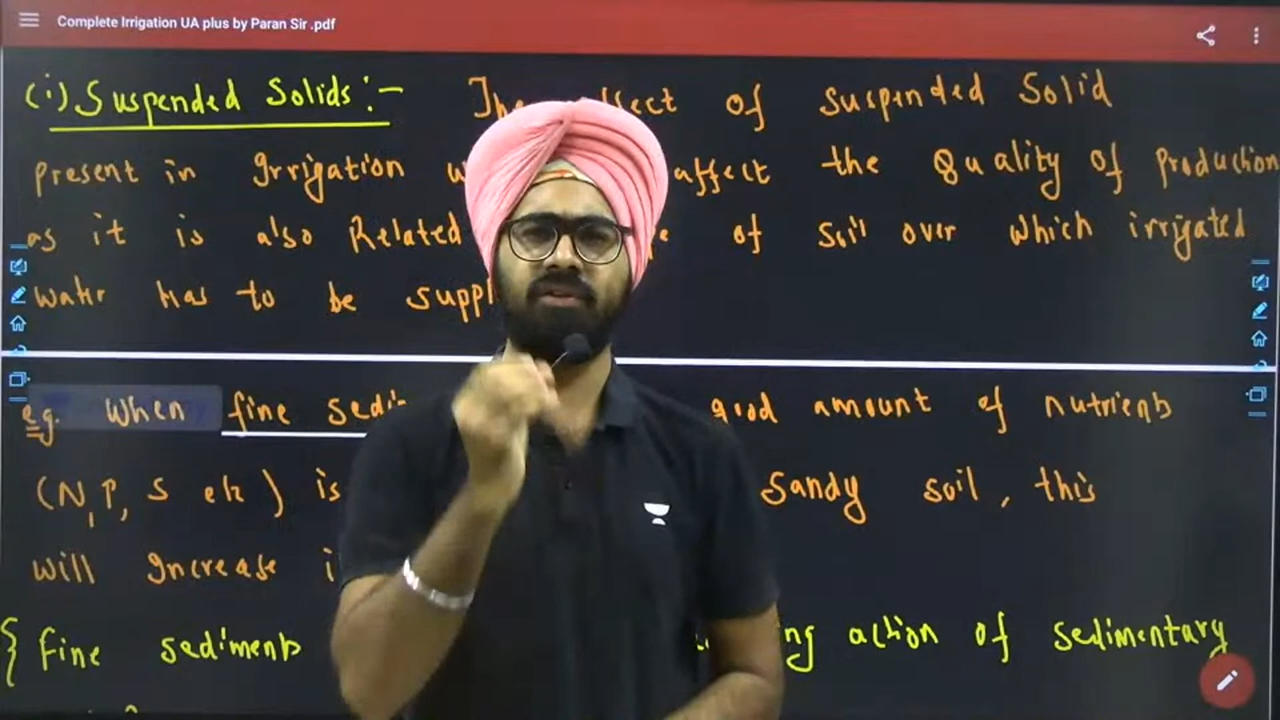 Complete Irrigation UA plus by Paran Sir .pdf
(i) Suspended Solids :- The effect of suspended Solid
present in Irrigation affect the Quality of production
as it is also Related of soil over which irrigated
water has to be suppl
e.g. When fine sedi good amount of nutrients
(N, P, S etc) is Sandy soil, this
will Increase
{ fine sediments ng action of sedimentary